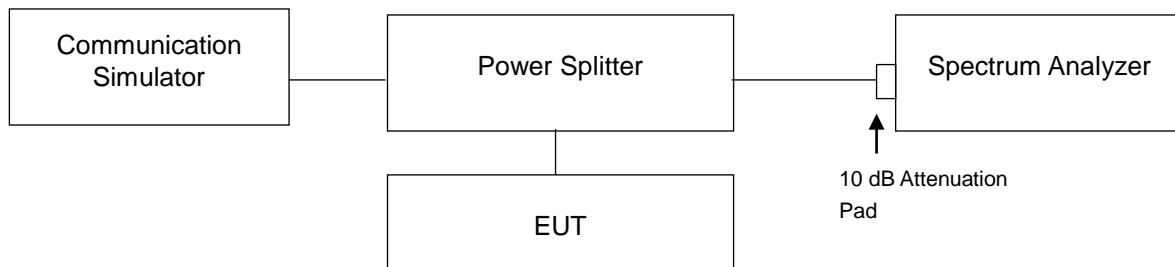 Communication
Simulator
Power Splitter
Spectrum Analyzer
10 dB Attenuation
Pad
EUT